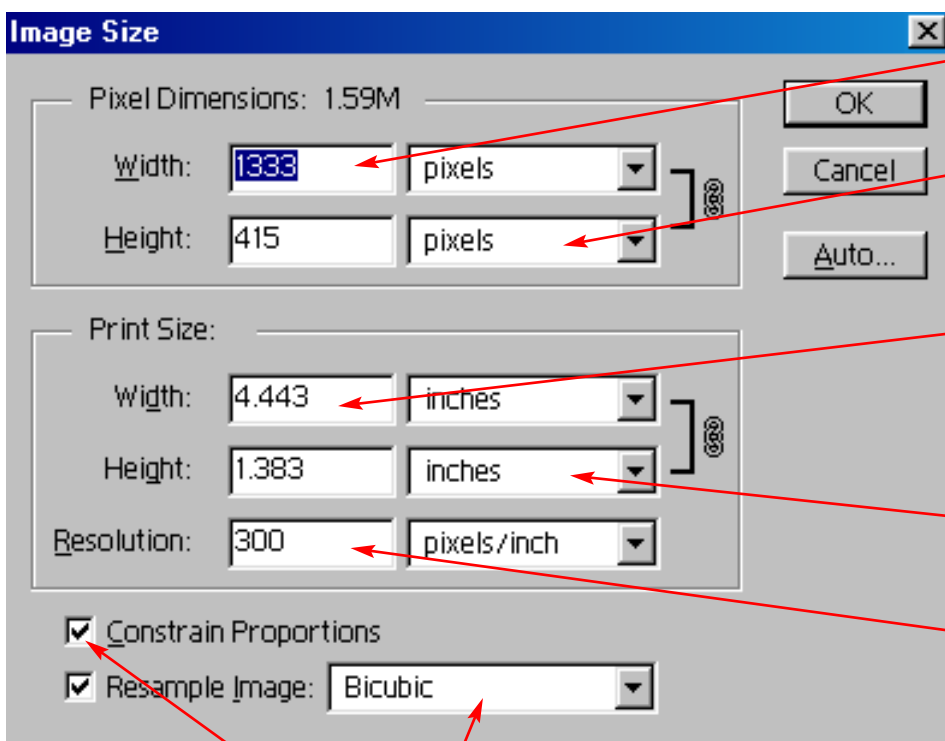 Image Size
Pixel Dimensions: 1.59M
OK
Width: 1333 pixels
Cancel
Height: 415 pixels
Auto...
Print Size:
Width: 4.443 inches
Height: 1.383 inches
Resolution: 300 pixels/inch
Constrain Proportions
Resample Image: Bicubic